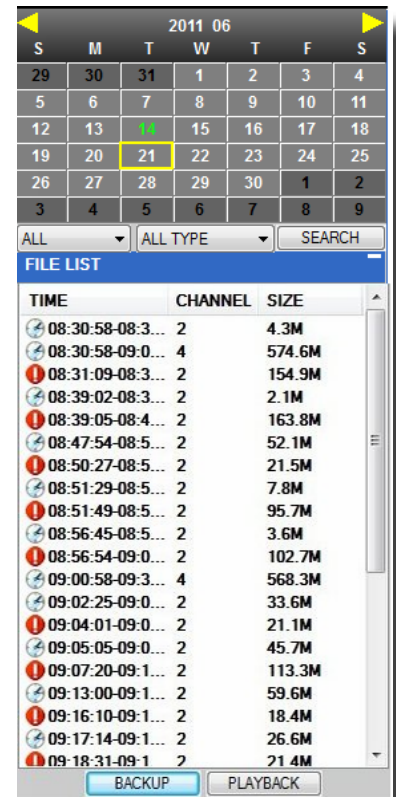 2011 06
S M T W T F S
29 30 31 1 2 3 4
5 6 7 8 9 10 11
12 13 14 15 16 17 18
19 20 21 22 23 24 25
26 27 28 29 30 1 2
3 4 5 6 7 8 9
ALL ALL TYPE SEARCH
FILE LIST
TIME CHANNEL SIZE
08:30:58-08:3... 2 4.3M
08:30:58-09:0... 4 574.6M
08:31:09-08:3... 2 154.9M
08:39:02-08:3... 2 2.1M
08:39:05-08:4... 2 163.8M
08:47:54-08:5... 2 52.1M
08:50:27-08:5... 2 21.5M
08:51:29-08:5... 2 7.8M
08:51:49-08:5... 2 95.7M
08:56:45-08:5... 2 3.6M
08:56:54-09:0... 2 102.7M
09:00:58-09:3... 4 568.3M
09:02:25-09:0... 2 33.6M
09:04:01-09:0... 2 21.1M
09:05:05-09:0... 2 45.7M
09:07:20-09:1... 2 113.3M
09:13:00-09:1... 2 59.6M
09:16:10-09:1... 2 18.4M
09:17:14-09:1... 2 26.6M
09:18:31-09:1 2 21.4M
BACKUP PLAYBACK